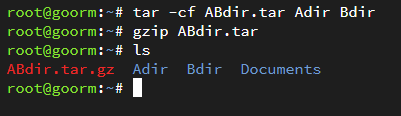 root@goorm:~# tar -cf ABdir.tar Adir Bdir
root@goorm:~# gzip ABdir.tar
root@goorm:~# ls
ABdir.tar.gz  Adir  Bdir  Documents
root@goorm:~#